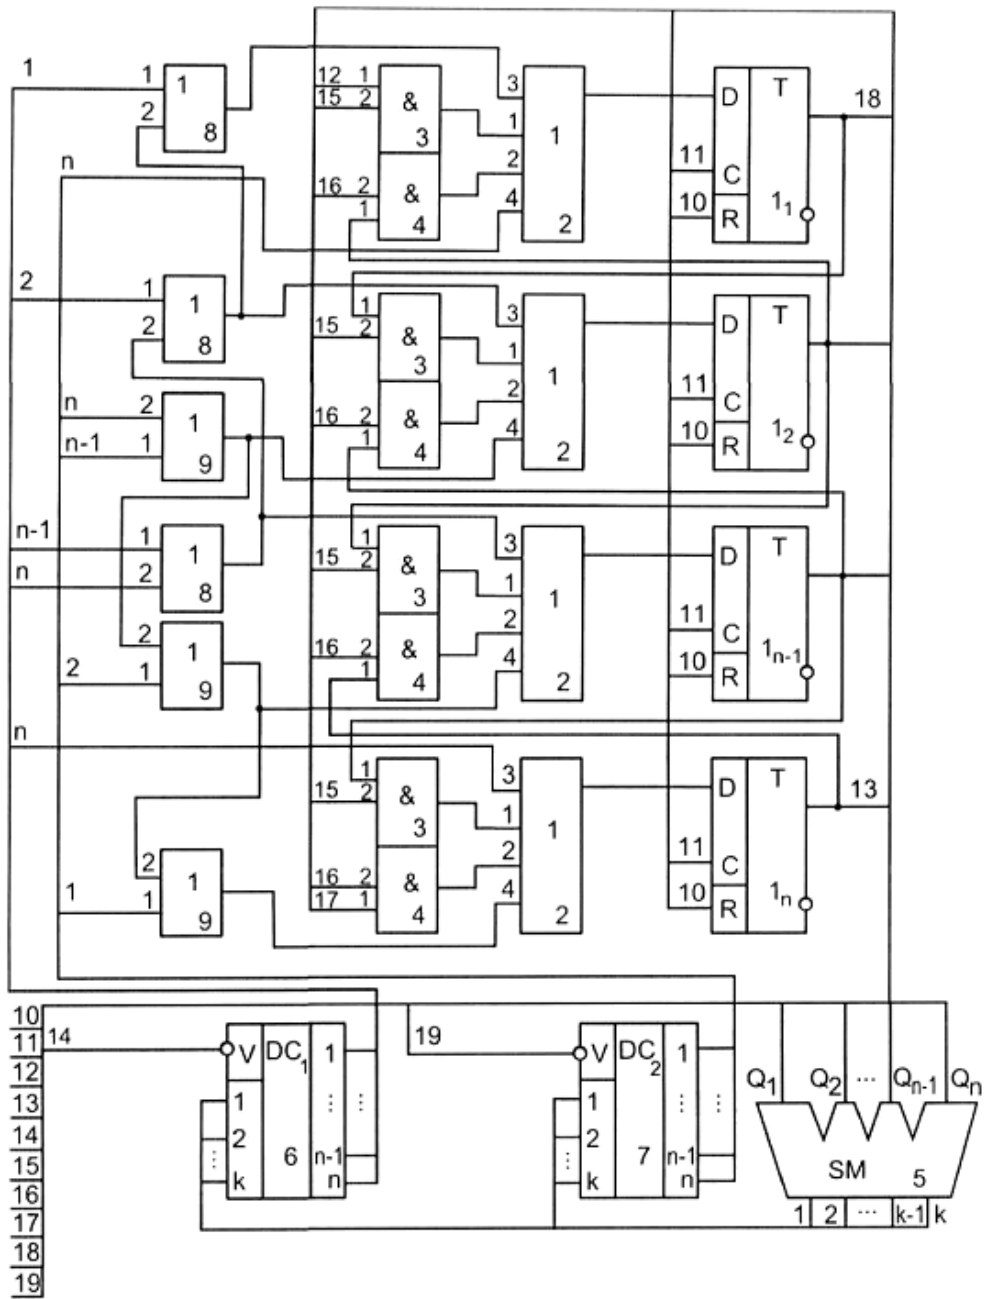 1 1 1 12 1 & 3 1 D T 18
2 8 15 2 3 1 11 C
n 16 2 & 2 10 R 1₁
1 4 4 2
2 1 1 1 & 3 1 D T
2 8 15 2 3 1 11 C
n 2 1 16 2 & 2 10 R 1₂
n-1 1 9 1 4 4 2
n-1 1 1 1 & 3 1 D T
n 2 8 15 2 3 1 11 C
2 1 16 2 & 2 10 R 1n-1
2 1 9 1 4 4 2
n 1 & 3 1 D T 13
15 2 3 1 11 C
2 1 16 2 & 2 10 R 1n
1 1 9 17 1 4 4 2
10
11 14 V DC₁ 1 19 V DC₂ 1
12 Q₁ Q₂ ... Qn-1 Qn
13 1 ... ... 1 ... ...
14 2 2
15 ... 6 n-1 ... 7 n-1 SM 5
16 k n k n
17 1 2 ... k-1 k
18
19